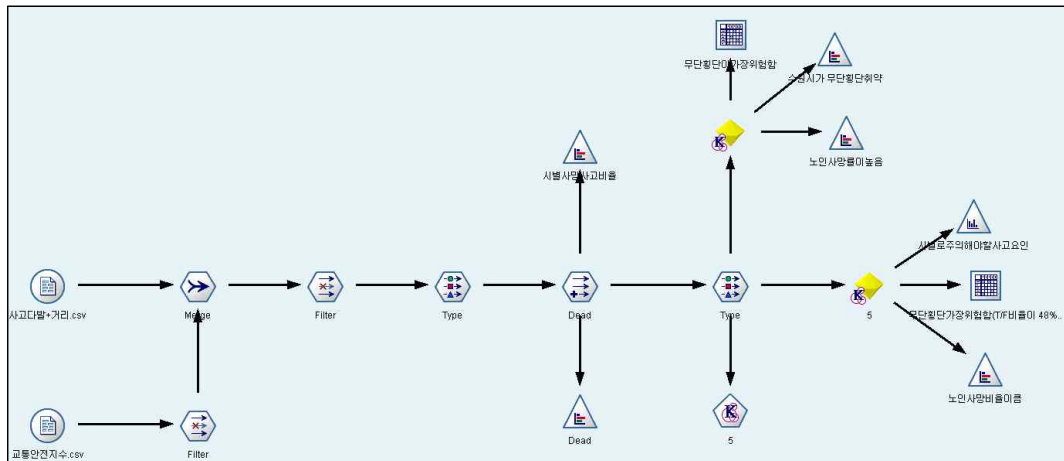 무단횡단이가장위험함
수원시가 무단횡단취약
노인사망률이높음
시별사망사고비율
시별로주의해야할사고요인
사고다발+거리.csv
Merge
Filter
Type
Dead
Type
5
무단횡단가장위험함(T/F비율이 48%..
노인사망비율이큼
교통안전지수.csv
Filter
Dead
5